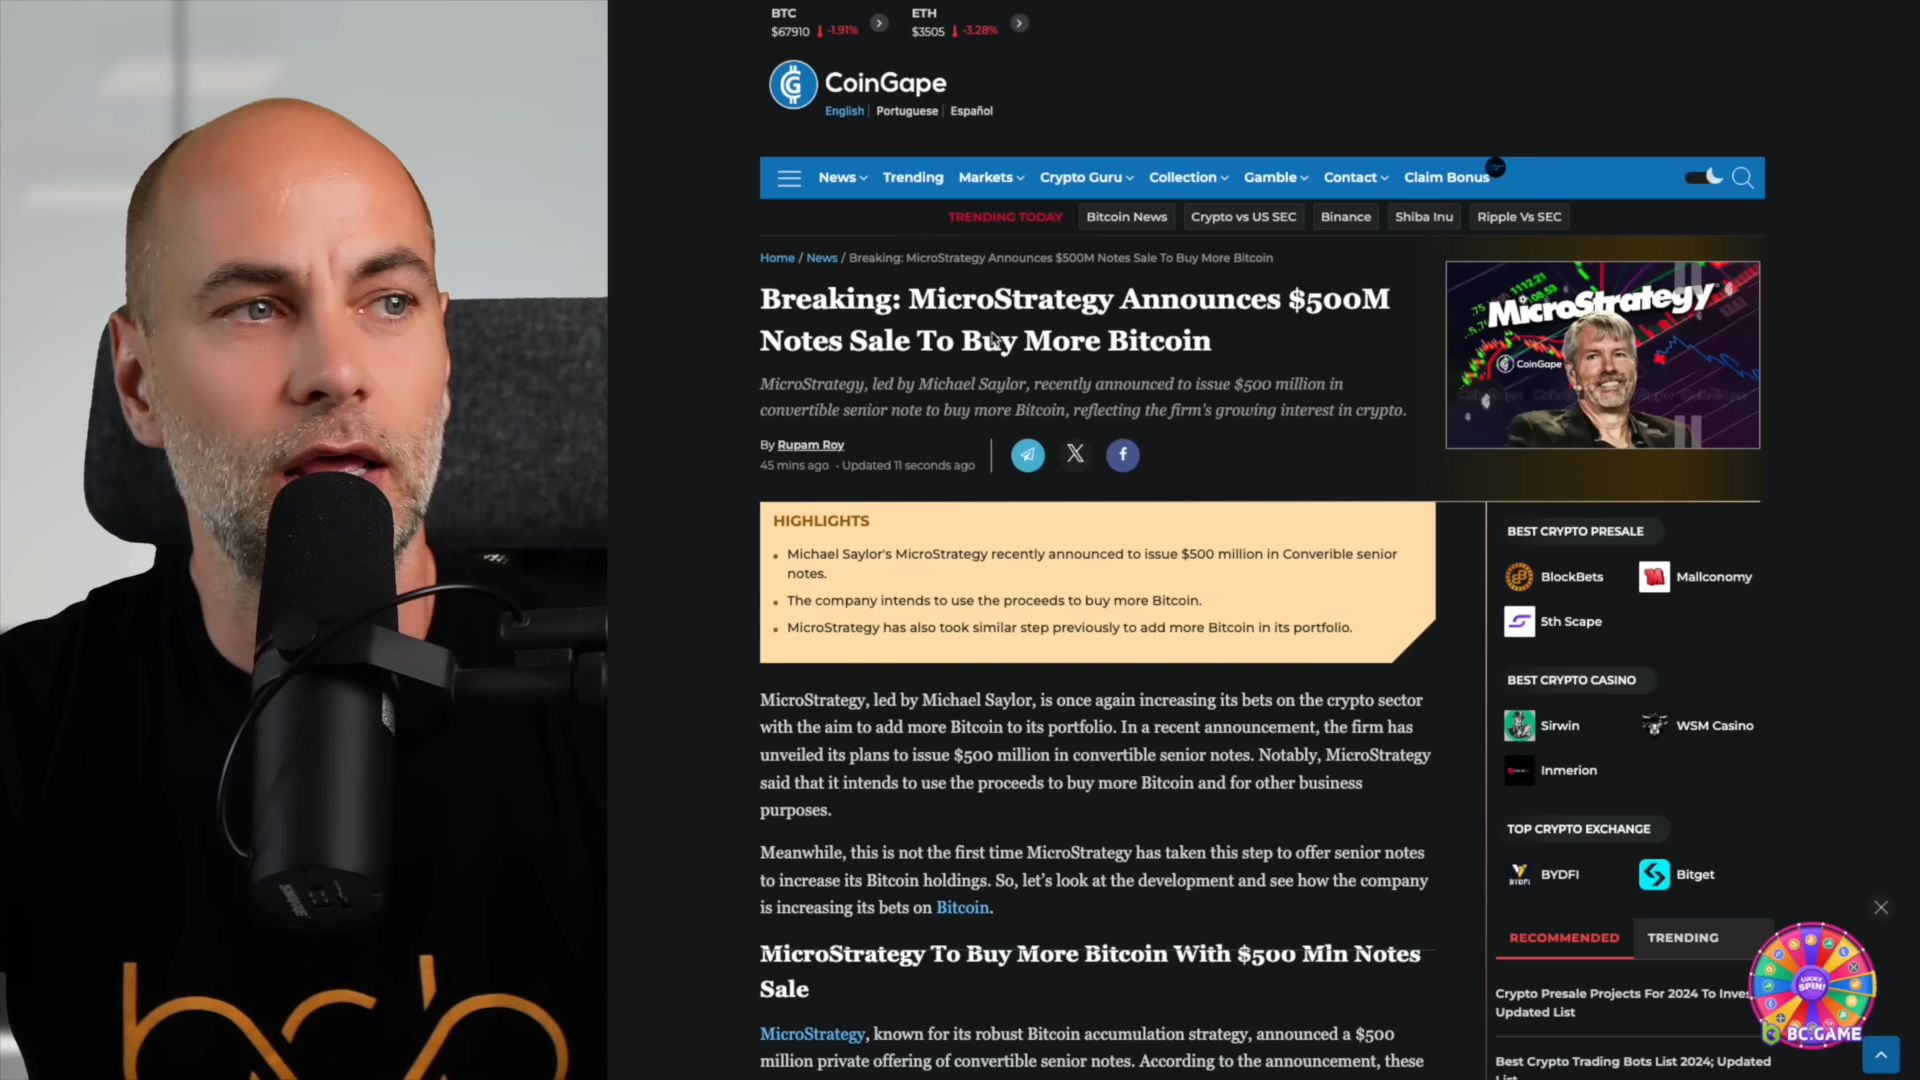 BTC
$67910 -1.91%
ETH
$3505 -3.28%
CoinGape
English Portuguese Español
News Trending Markets Crypto Guru Collection Gamble Contact Claim Bonus
TRENDING TODAY Bitcoin News Crypto vs US SEC Binance Shiba Inu Ripple Vs SEC
Home / News / Breaking: MicroStrategy Announces $500M Notes Sale To Buy More Bitcoin
Breaking: MicroStrategy Announces $500M
Notes Sale To Buy More Bitcoin
MicroStrategy, led by Michael Saylor, recently announced to issue $500 million in
convertible senior note to buy more Bitcoin, reflecting the firm's growing interest in crypto.
By Rupam Roy
45 mins ago · Updated 11 seconds ago
1112.21
MicroStrategy
CoinGape
HIGHLIGHTS
Michael Saylor's MicroStrategy recently announced to issue $500 million in Converible senior
notes.
The company intends to use the proceeds to buy more Bitcoin.
MicroStrategy has also took similar step previously to add more Bitcoin in its portfolio.
MicroStrategy, led by Michael Saylor, is once again increasing its bets on the crypto sector
with the aim to add more Bitcoin to its portfolio. In a recent announcement, the firm has
unveiled its plans to issue $500 million in convertible senior notes. Notably, MicroStrategy
said that it intends to use the proceeds to buy more Bitcoin and for other business
purposes.
Meanwhile, this is not the first time MicroStrategy has taken this step to offer senior notes
to increase its Bitcoin holdings. So, let's look at the development and see how the company
is increasing its bets on Bitcoin.
MicroStrategy To Buy More Bitcoin With $500 Mln Notes
Sale
MicroStrategy, known for its robust Bitcoin accumulation strategy, announced a $500
million private offering of convertible senior notes. According to the announcement, these
BEST CRYPTO PRESALE
BlockBets Mallconomy
5th Scape
BEST CRYPTO CASINO
Sirwin WSM Casino
Inmerion
TOP CRYPTO EXCHANGE
BYDFI Bitget
RECOMMENDED TRENDING
Crypto Presale Projects For 2024 To
Updated List
Best Crypto Trading Bots List 2024; Updated
LUCKY
SPIN!
BC.GAME
SHURE
bcb